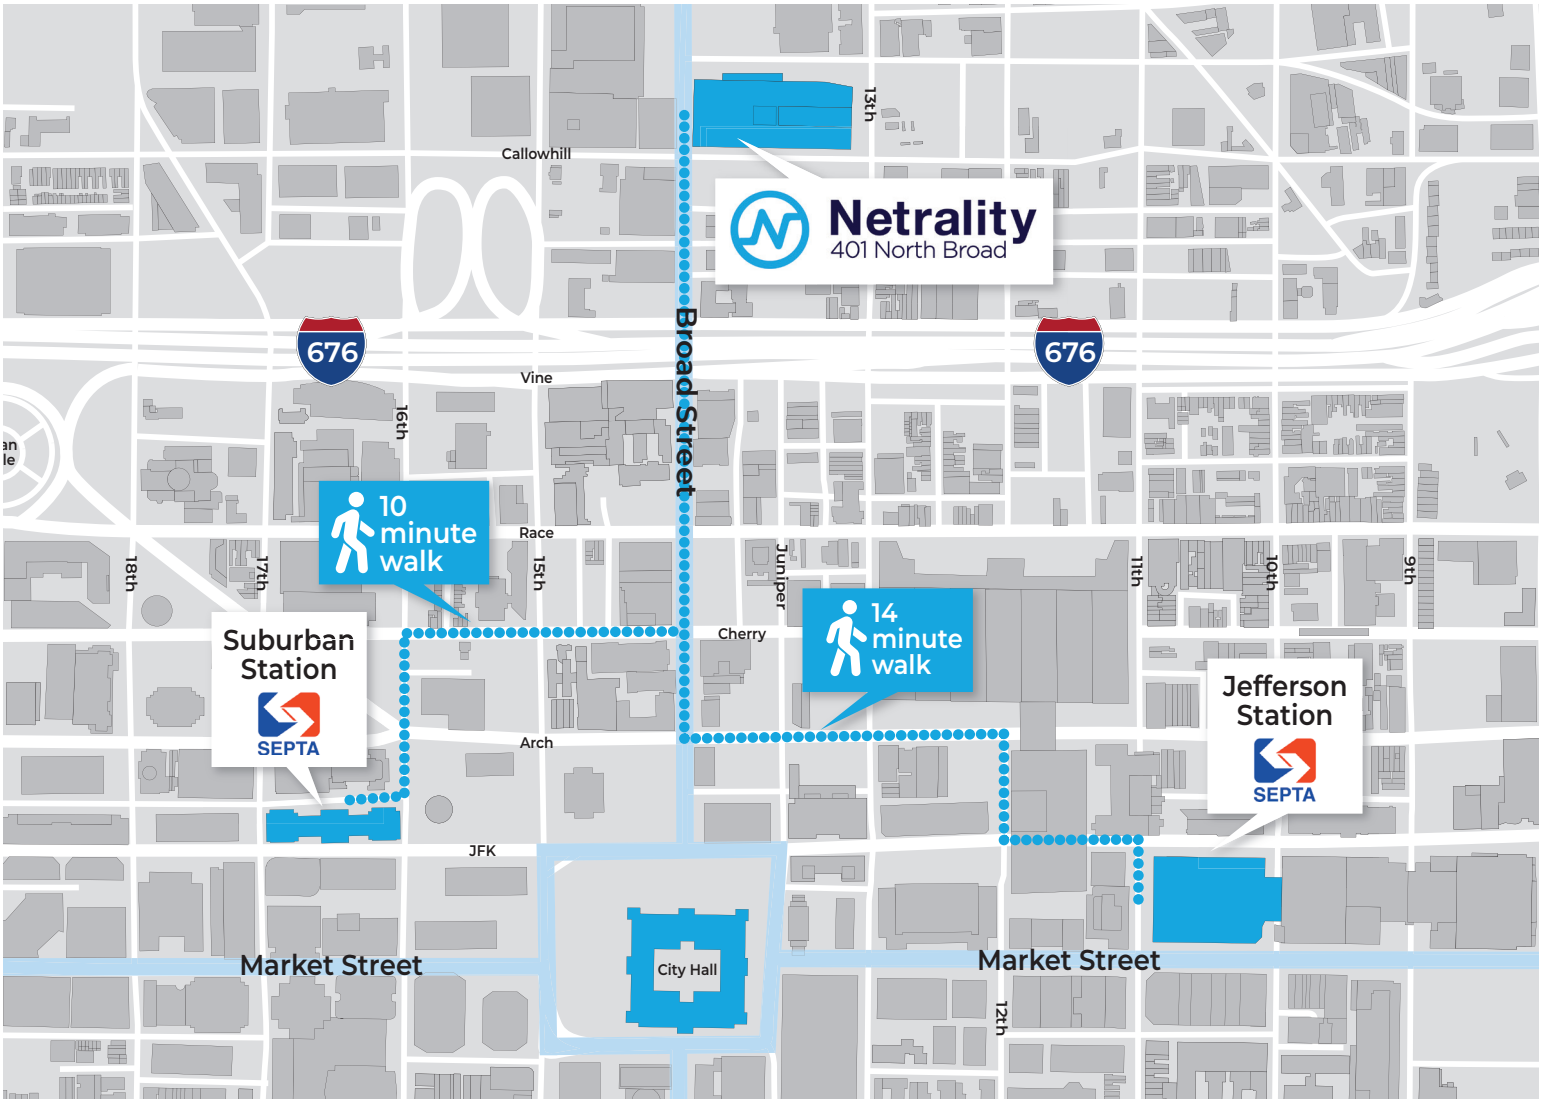 13th
Callowhill
Netrality
401 North Broad
676
676
Broad Street
Vine
16th
an
le
10
minute
walk
Race
18th
17th
15th
Juniper
11th
10th
9th
14
minute
walk
Cherry
Suburban
Station
SEPTA
Jefferson
Station
SEPTA
Arch
JFK
Market Street
City Hall
Market Street
12th